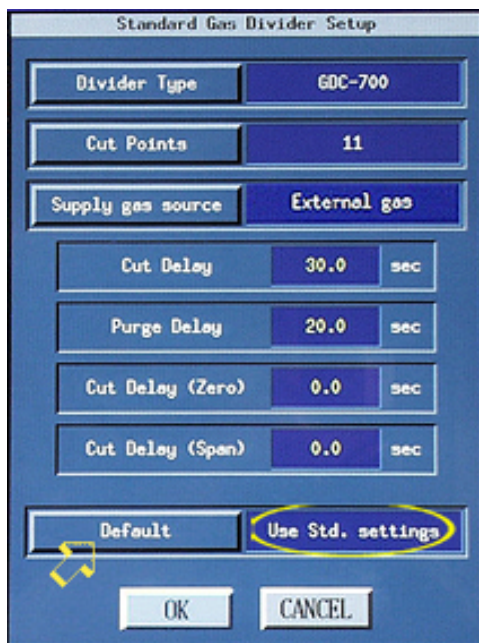 Standard Gas Divider Setup
Divider Type GDC-700
Cut Points 11
Supply gas source External gas
Cut Delay 30.0 sec
Purge Delay 20.0 sec
Cut Delay (Zero) 0.0 sec
Cut Delay (Span) 0.0 sec
Default Use Std. settings
OK CANCEL